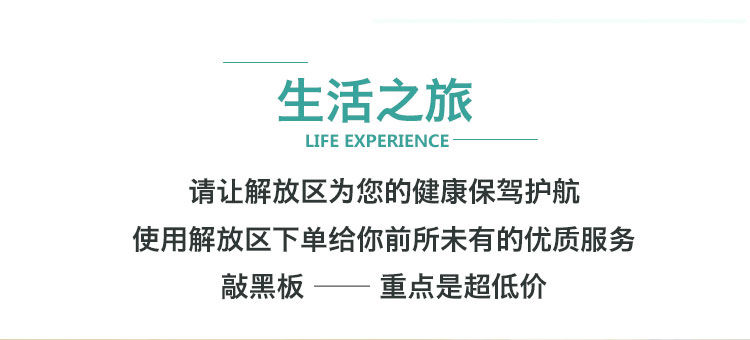 生活之旅
LIFE EXPERIENCE
请让解放区为您的健康保驾护航
使用解放区下单给你前所未有的优质服务
敲黑板 —— 重点是超低价